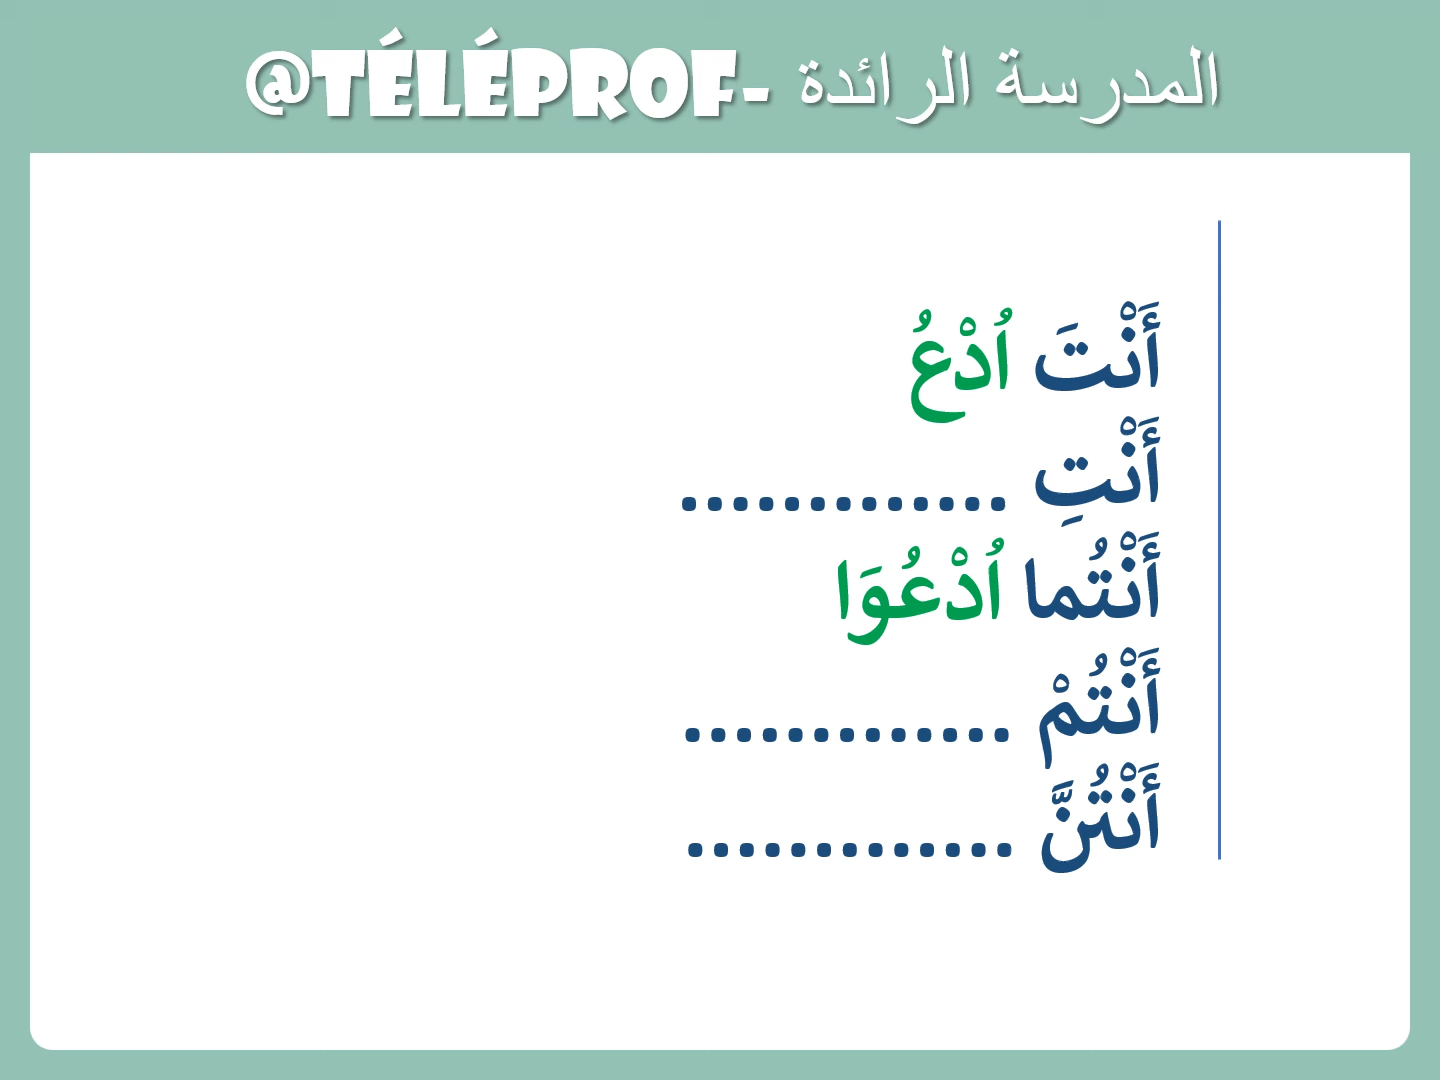 @TÉLÉPROF- المدرسة الرائدة
أَنْتَ اُدْعُ
أَنْتِ .............
أَنْتُما اُدْعُوَا
أَنْتُمْ .............
أَنْتُنَّ .............